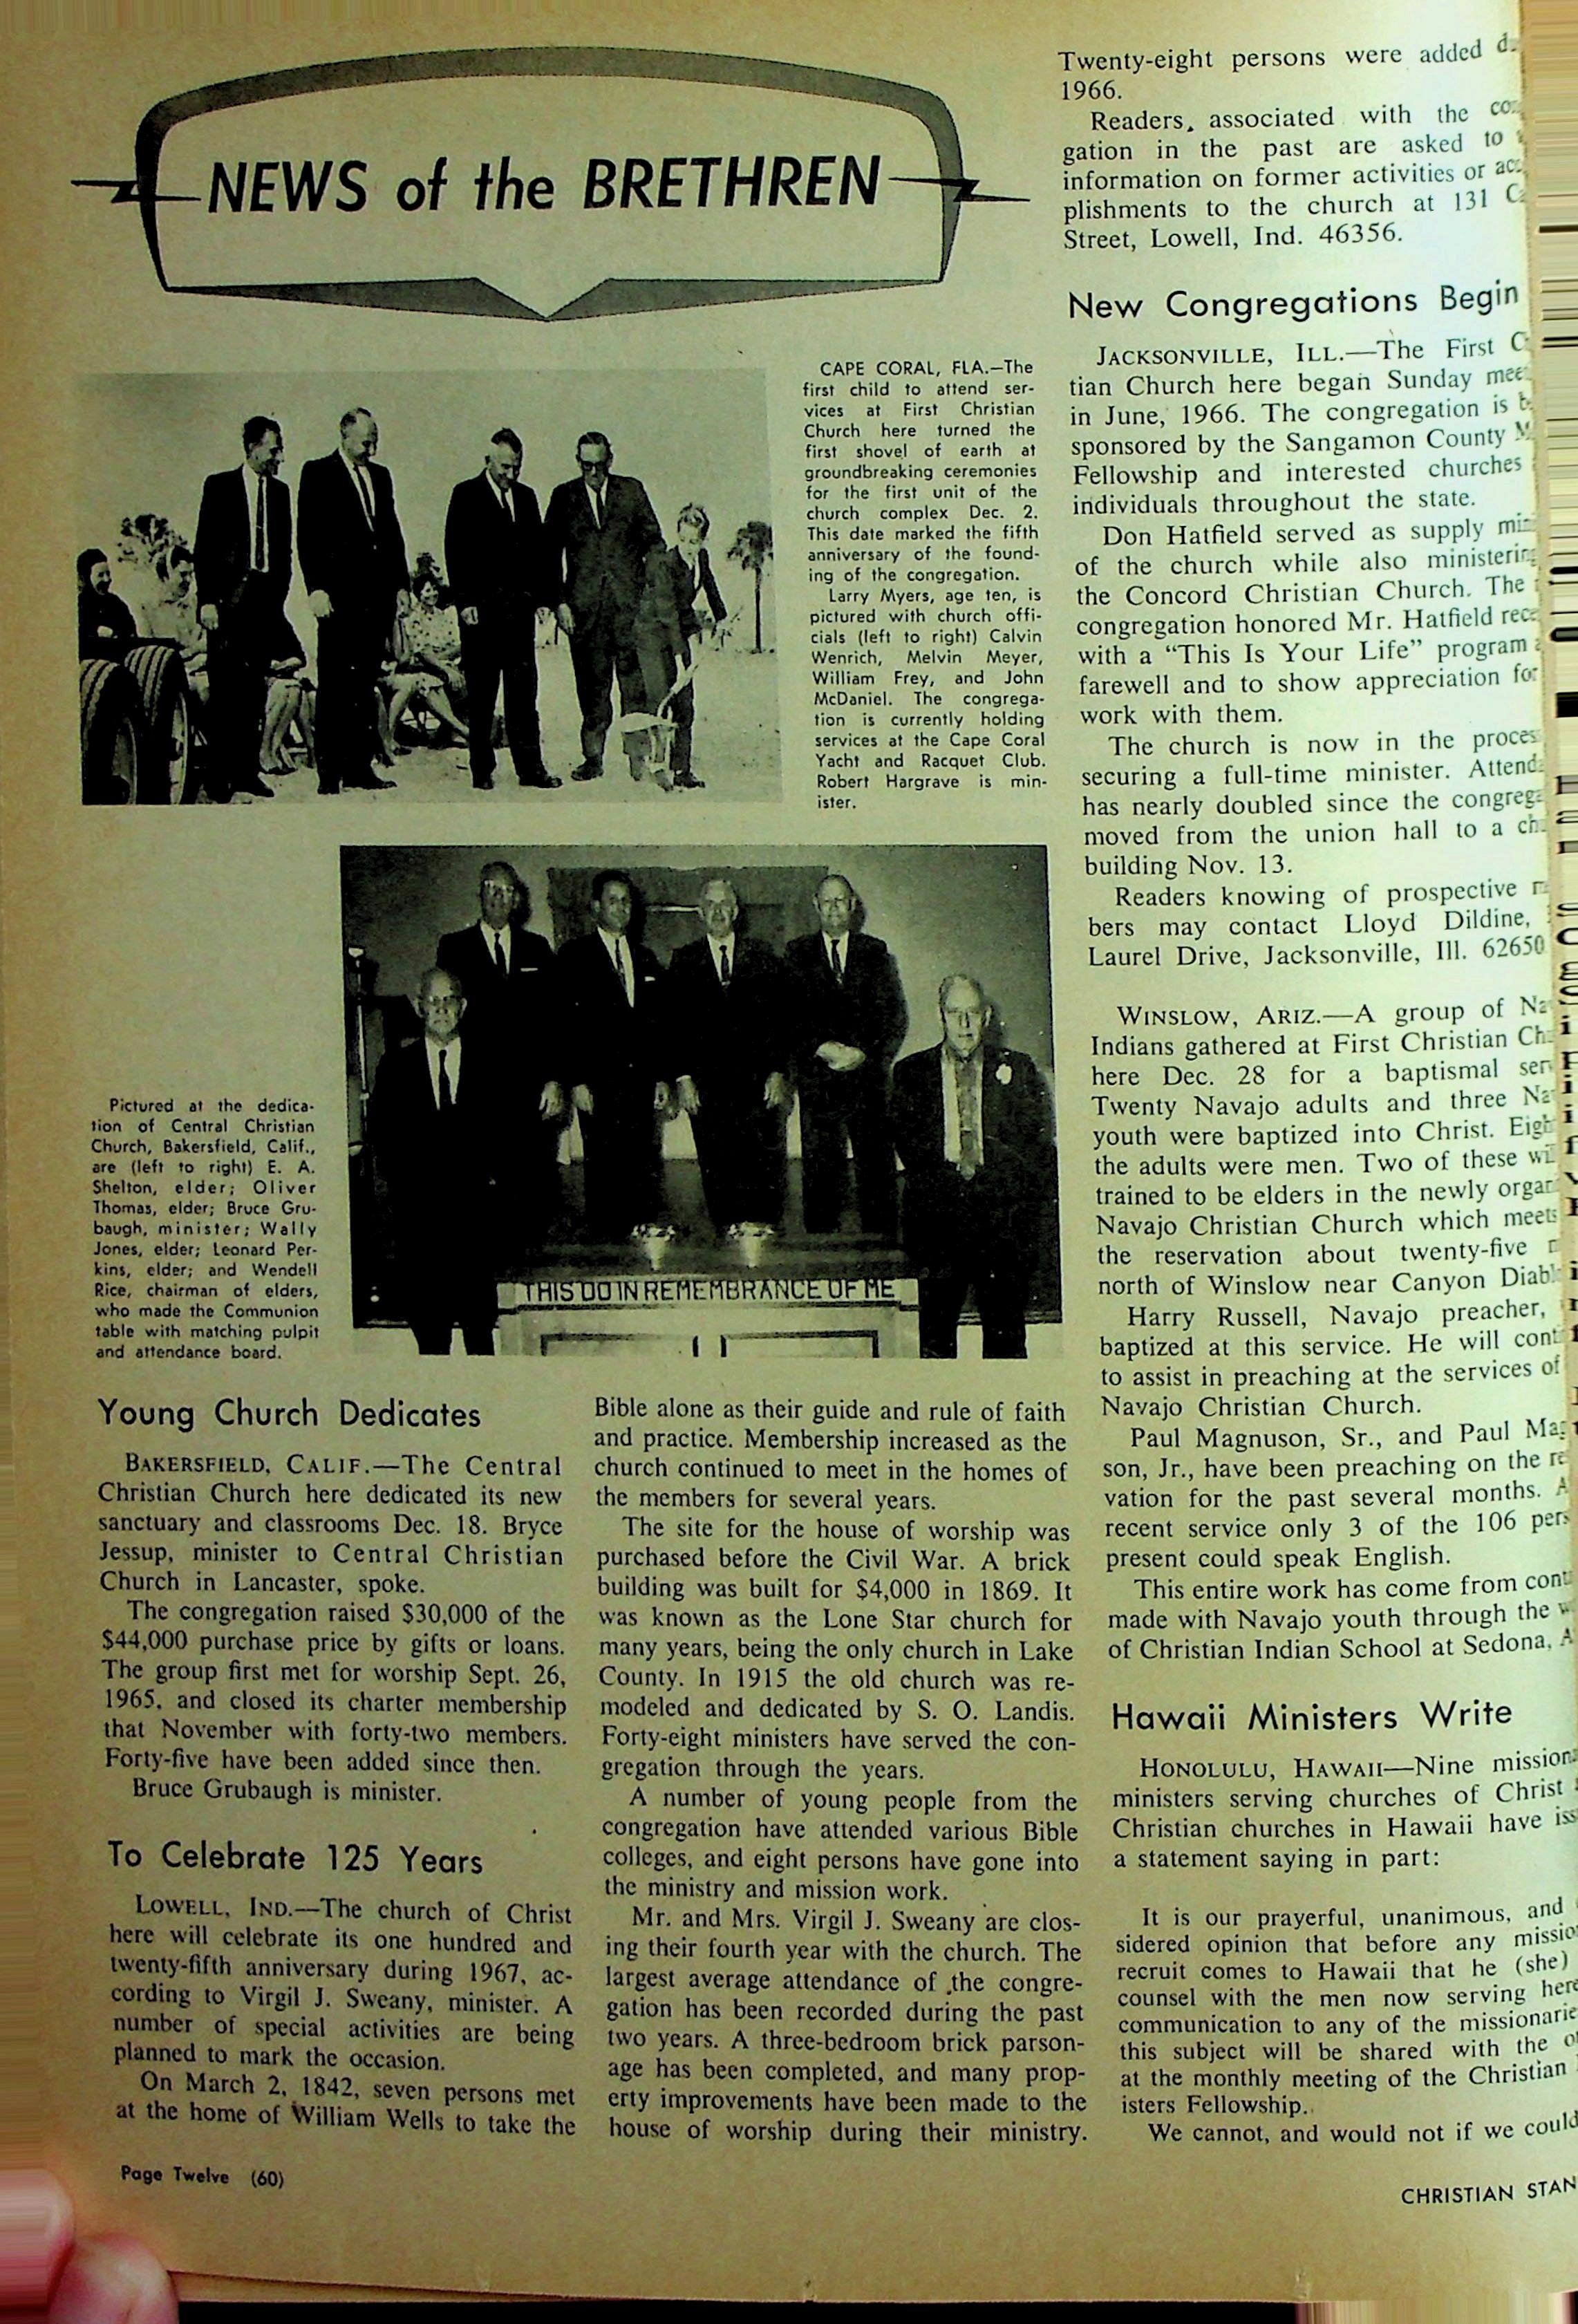 NEWS of the BRETHREN
CAPE CORAL, FLA.—The
first child to attend ser-
vices at First Christian
Church here turned the
first shovel of earth at
groundbreaking ceremonies
for the first unit of the
church complex Dec. 2.
This date marked the fifth
anniversary of the found-
ing of the congregation.
Larry Myers, age ten, is
pictured with church offi-
cials (left to right) Calvin
Wenrich, Melvin Meyer,
William Frey, and John
McDaniel. The congrega-
tion is currently holding
services at the Cape Coral
Yacht and Racquet Club.
Robert Hargrave is min-
ister.
Pictured at the dedica-
tion of Central Christian
Church, Bakersfield, Calif.,
are (left to right) E. A.
Shelton, elder; Oliver
Thomas, elder; Bruce Gru-
baugh, minister; Wally
Jones, elder; Leonard Per-
kins, elder; and Wendell
Rice, chairman of elders,
who made the Communion
table with matching pulpit
and attendance board.
THIS DO IN REMEMBRANCE OF ME
Young Church Dedicates
BAKERSFIELD, CALIF.—The Central
Christian Church here dedicated its new
sanctuary and classrooms Dec. 18. Bryce
Jessup, minister to Central Christian
Church in Lancaster, spoke.
The congregation raised $30,000 of the
$44,000 purchase price by gifts or loans.
The group first met for worship Sept. 26,
1965, and closed its charter membership
that November with forty-two members.
Forty-five have been added since then.
Bruce Grubaugh is minister.
To Celebrate 125 Years
LOWELL, IND.—The church of Christ
here will celebrate its one hundred and
twenty-fifth anniversary during 1967, ac-
cording to Virgil J. Sweany, minister. A
number of special activities are being
planned to mark the occasion.
On March 2, 1842, seven persons met
at the home of William Wells to take the
Bible alone as their guide and rule of faith
and practice. Membership increased as the
church continued to meet in the homes of
the members for several years.
The site for the house of worship was
purchased before the Civil War. A brick
building was built for $4,000 in 1869. It
was known as the Lone Star church for
many years, being the only church in Lake
County. In 1915 the old church was re-
modeled and dedicated by S. O. Landis.
Forty-eight ministers have served the con-
gregation through the years.
A number of young people from the
congregation have attended various Bible
colleges, and eight persons have gone into
the ministry and mission work.
Mr. and Mrs. Virgil J. Sweany are clos-
ing their fourth year with the church. The
largest average attendance of the congre-
gation has been recorded during the past
two years. A three-bedroom brick parson-
age has been completed, and many prop-
erty improvements have been made to the
house of worship during their ministry.
Twenty-eight persons were added
1966.
Readers, associated with the
gation in the past are asked to
information on former activities or
plishments to the church at 131
Street, Lowell, Ind. 46356.
New Congregations Begin
JACKSONVILLE, ILL.—The First
tian Church here began Sunday
in June, 1966. The congregation is
sponsored by the Sangamon County
Fellowship and interested churches
individuals throughout the state.
Don Hatfield served as supply
of the church while also
the Concord Christian Church. The
congregation honored Mr. Hatfield
with a “This Is Your Life” program
farewell and to show appreciation for
work with them.
The church is now in the
securing a full-time minister.
has nearly doubled since the
moved from the union hall to a
building Nov. 13.
Readers knowing of prospective
bers may contact Lloyd Dildine,
Laurel Drive, Jacksonville, Ill. 62650
WINSLOW, ARIZ.—A group of
Indians gathered at First Christian
here Dec. 28 for a baptismal
Twenty Navajo adults and three
youth were baptized into Christ.
the adults were men. Two of these
trained to be elders in the newly
Navajo Christian Church which meets
the reservation about twenty-five
north of Winslow near Canyon
Harry Russell, Navajo preacher,
baptized at this service. He will
to assist in preaching at the services of
Navajo Christian Church.
Paul Magnuson, Sr., and Paul
son, Jr., have been preaching on the
vation for the past several months.
recent service only 3 of the 106
present could speak English.
This entire work has come from
made with Navajo youth through the
of Christian Indian School at Sedona,
Hawaii Ministers Write
HONOLULU, HAWAII—Nine
ministers serving churches of Christ
Christian churches in Hawaii have
a statement saying in part:
It is our prayerful, unanimous, and
sidered opinion that before any
recruit comes to Hawaii that he (she)
counsel with the men now serving here
communication to any of the
this subject will be shared with the
at the monthly meeting of the Christian
isters Fellowship.
We cannot, and would not if we could
Page Twelve (60)
CHRISTIAN